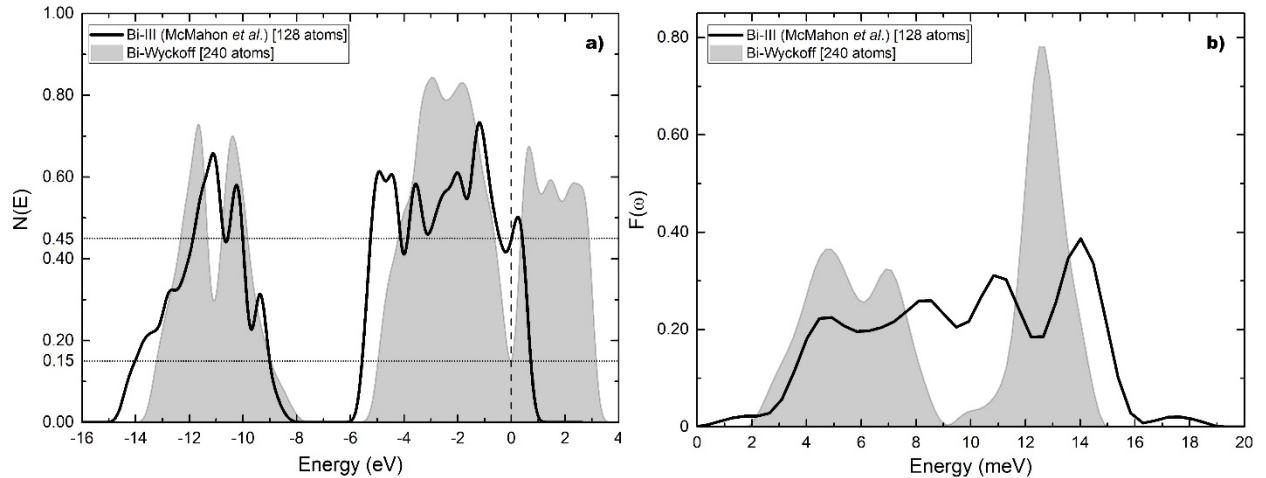 Bi-III (McMahon et al.) [128 atoms]
Bi-Wyckoff [240 atoms]
a)
1.00
0.80
0.60
0.45
0.40
0.20
0.15
0.00
N(E)
-16 -14 -12 -10 -8 -6 -4 -2 0 2 4
Energy (eV)
Bi-III (McMahon et al.) [128 atoms]
Bi-Wyckoff [240 atoms]
b)
0.80
0.60
0.40
0.20
0
F(ω)
0 2 4 6 8 10 12 14 16 18 20
Energy (meV)